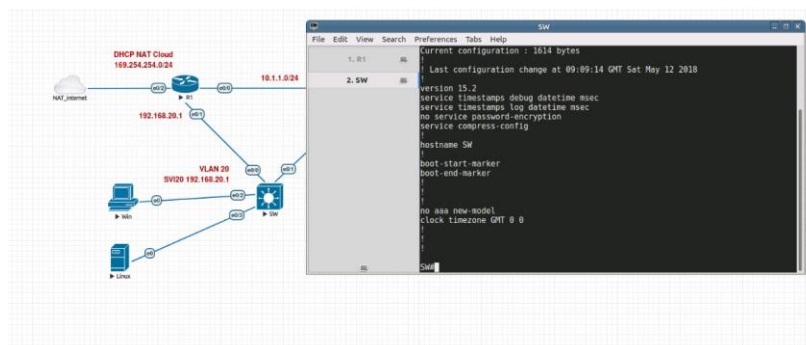 DHCP NAT Cloud
169.254.254.0/24
NAT_Internet
e0/2
e0/0
R1
10.1.1.0/24
192.168.20.1
e0/1
VLAN 20
SVI20 192.168.20.1
e0/0
e0/1
e0
e0/2
Win
e0/3
SW
e0
Linux
SW
File Edit View Search Preferences Tabs Help
1. R1
2. SW
Current configuration : 1614 bytes
!
! Last configuration change at 09:09:14 GMT Sat May 12 2018
!
version 15.2
service timestamps debug datetime msec
service timestamps log datetime msec
no service password-encryption
service compress-config
!
hostname SW
!
boot-start-marker
boot-end-marker
!
!
!
no aaa new-model
clock timezone GMT 0 0
!
!
!
SW#